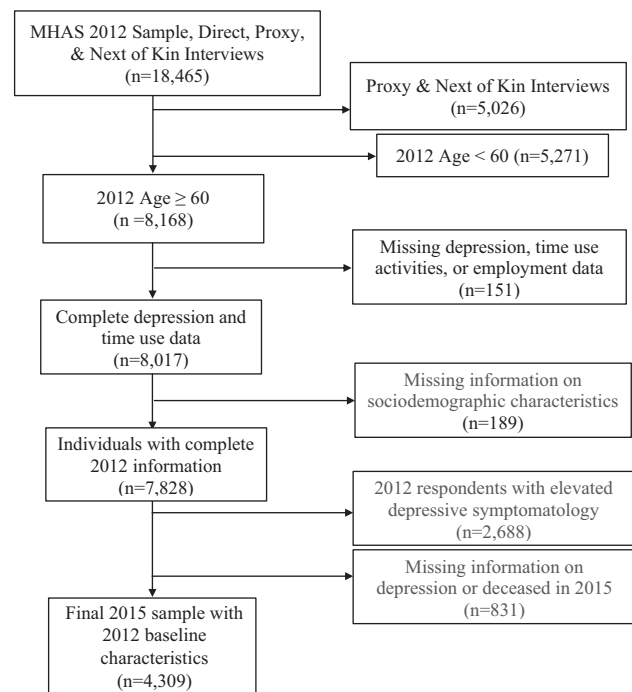 MHAS 2012 Sample, Direct, Proxy,
& Next of Kin Interviews
(n=18,465)
Proxy & Next of Kin Interviews
(n=5,026)
2012 Age < 60 (n=5,271)
2012 Age ≥ 60
(n =8,168)
Missing depression, time use
activities, or employment data
(n=151)
Complete depression and
time use data
(n=8,017)
Missing information on
sociodemographic characteristics
(n=189)
Individuals with complete
2012 information
(n=7,828)
2012 respondents with elevated
depressive symptomatology
(n=2,688)
Missing information on
depression or deceased in 2015
(n=831)
Final 2015 sample with
2012 baseline
characteristics
(n=4,309)